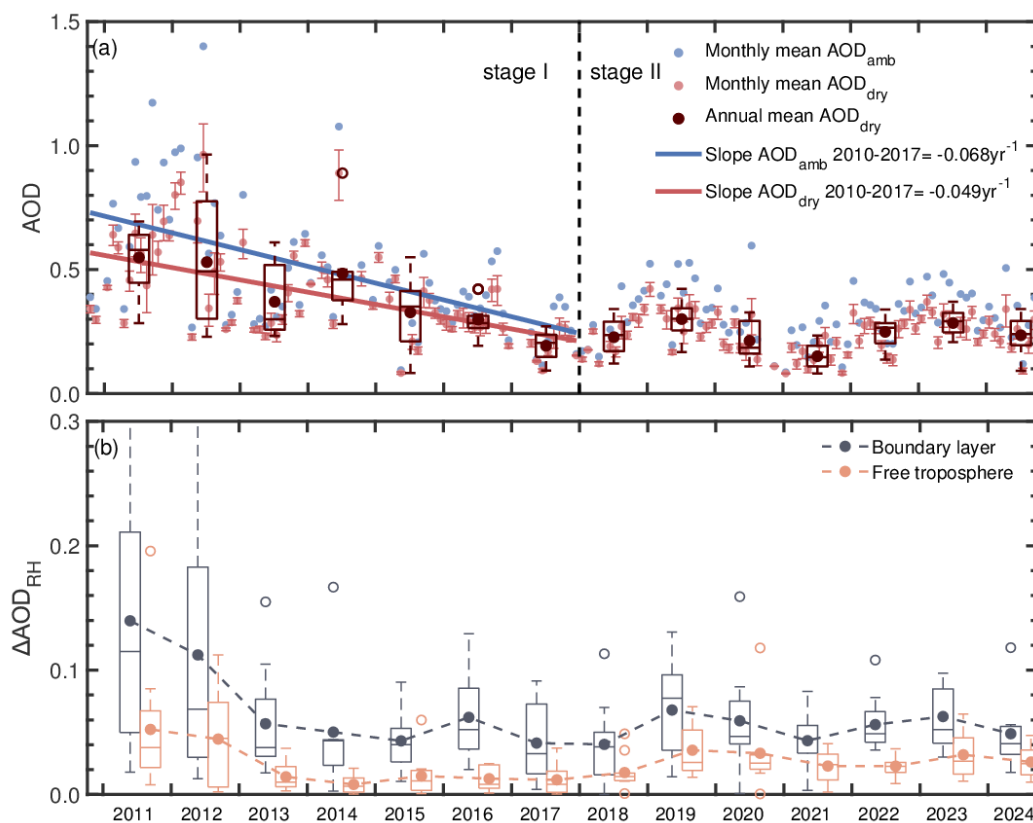 1.5
(a)
stage I
stage II
Monthly mean AOD_amb
Monthly mean AOD_dry
Annual mean AOD_dry
Slope AOD_amb 2010-2017= -0.068yr^-1
Slope AOD_dry 2010-2017= -0.049yr^-1
1.0
AOD
0.5
0.0
0.3
(b)
Boundary layer
Free troposphere
0.2
ΔAOD_RH
0.1
0.0
2011 2012 2013 2014 2015 2016 2017 2018 2019 2020 2021 2022 2023 2024